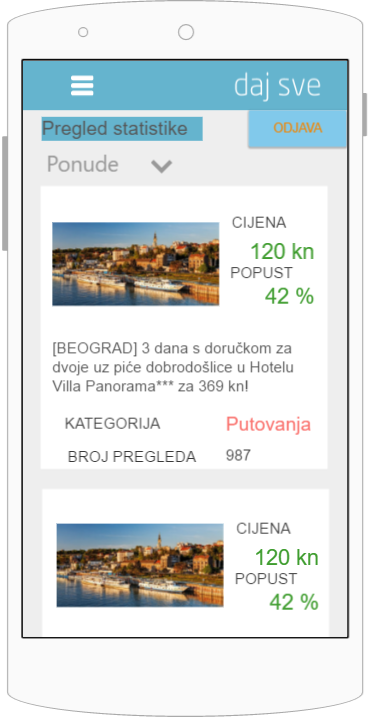 daj sve
Pregled statistike
ODJAVA
Ponude
CIJENA
120 kn
POPUST
42 %
[BEOGRAD] 3 dana s doručkom za
dvoje uz piće dobrodošlice u Hotelu
Villa Panorama*** za 369 kn!
KATEGORIJA
Putovanja
BROJ PREGLEDA
987
CIJENA
120 kn
POPUST
42 %